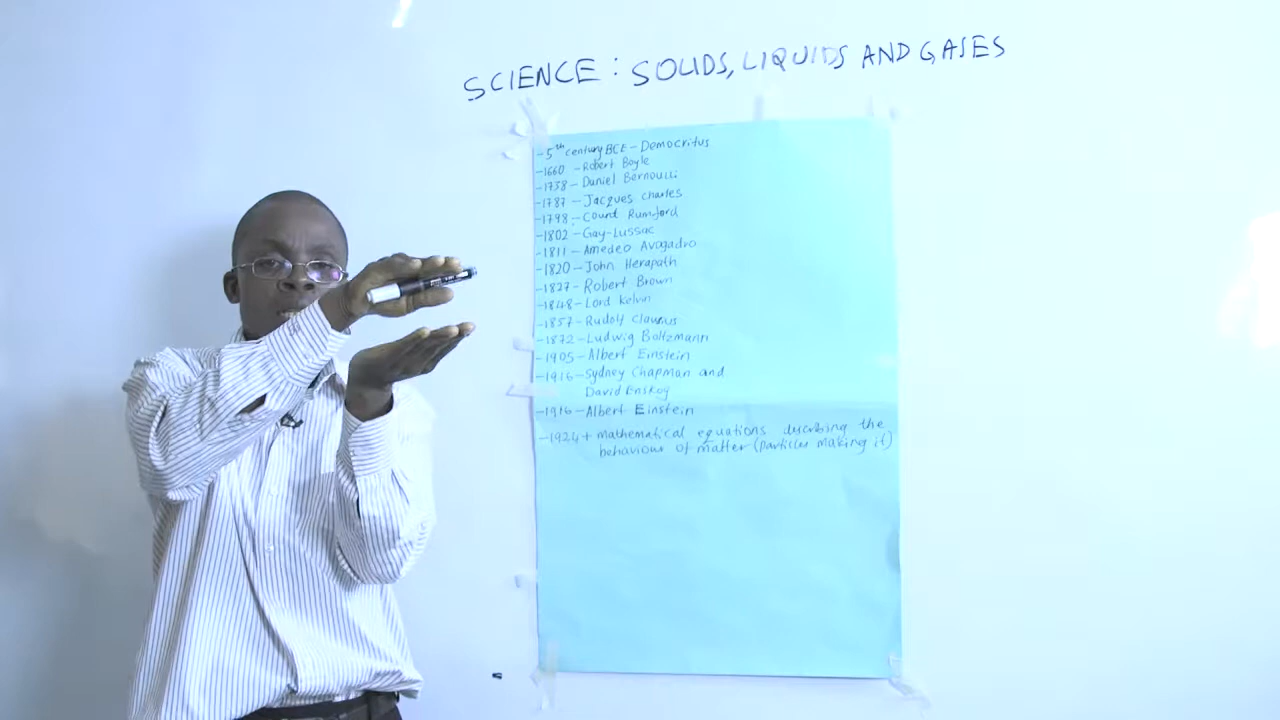 SCIENCE: SOLIDS, LIQUIDS AND GASES
-5th century BCE - Democritus
-1660 - Robert Boyle
-1738 - Daniel Bernoulli
-1787 - Jacques Charles
-1798 - Count Rumford
-1802 - Gay-Lussac
-1811 - Amedeo Avogadro
-1820 - John Herapath
-1827 - Robert Brown
-1848 - Lord Kelvin
-1857 - Rudolf Clausius
-1872 - Ludwig Boltzmann
-1905 - Albert Einstein
-1916 - Sydney Chapman and
David Enskog
-1916 - Albert Einstein
-1924+ mathematical equations describing the
behaviour of matter (particles making it)